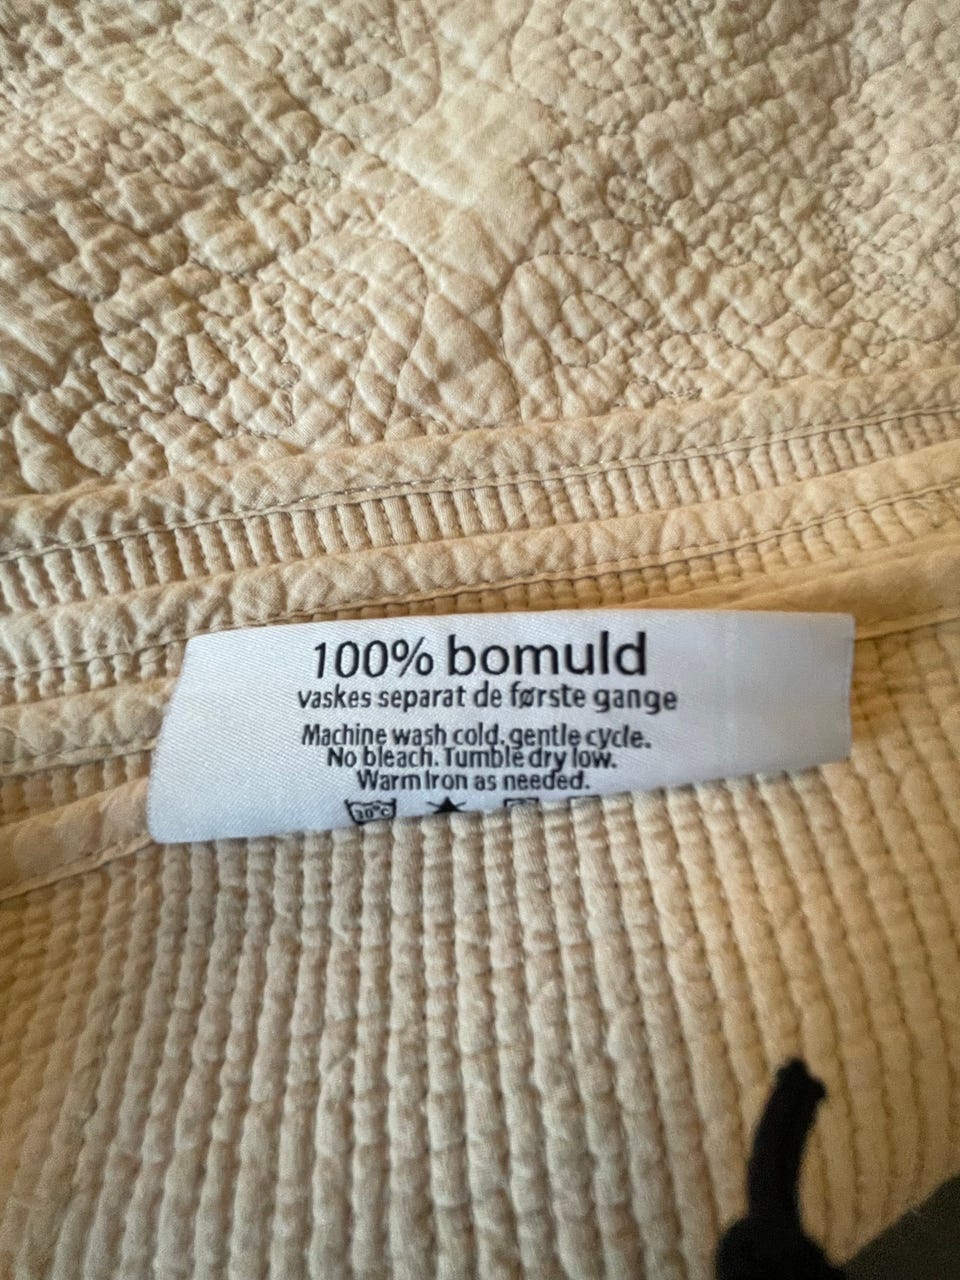 100% bomuld
vaskes separat de første gange
Machine wash cold, gentle cycle.
No bleach. Tumble dry low.
Warm Iron as needed.
30°C